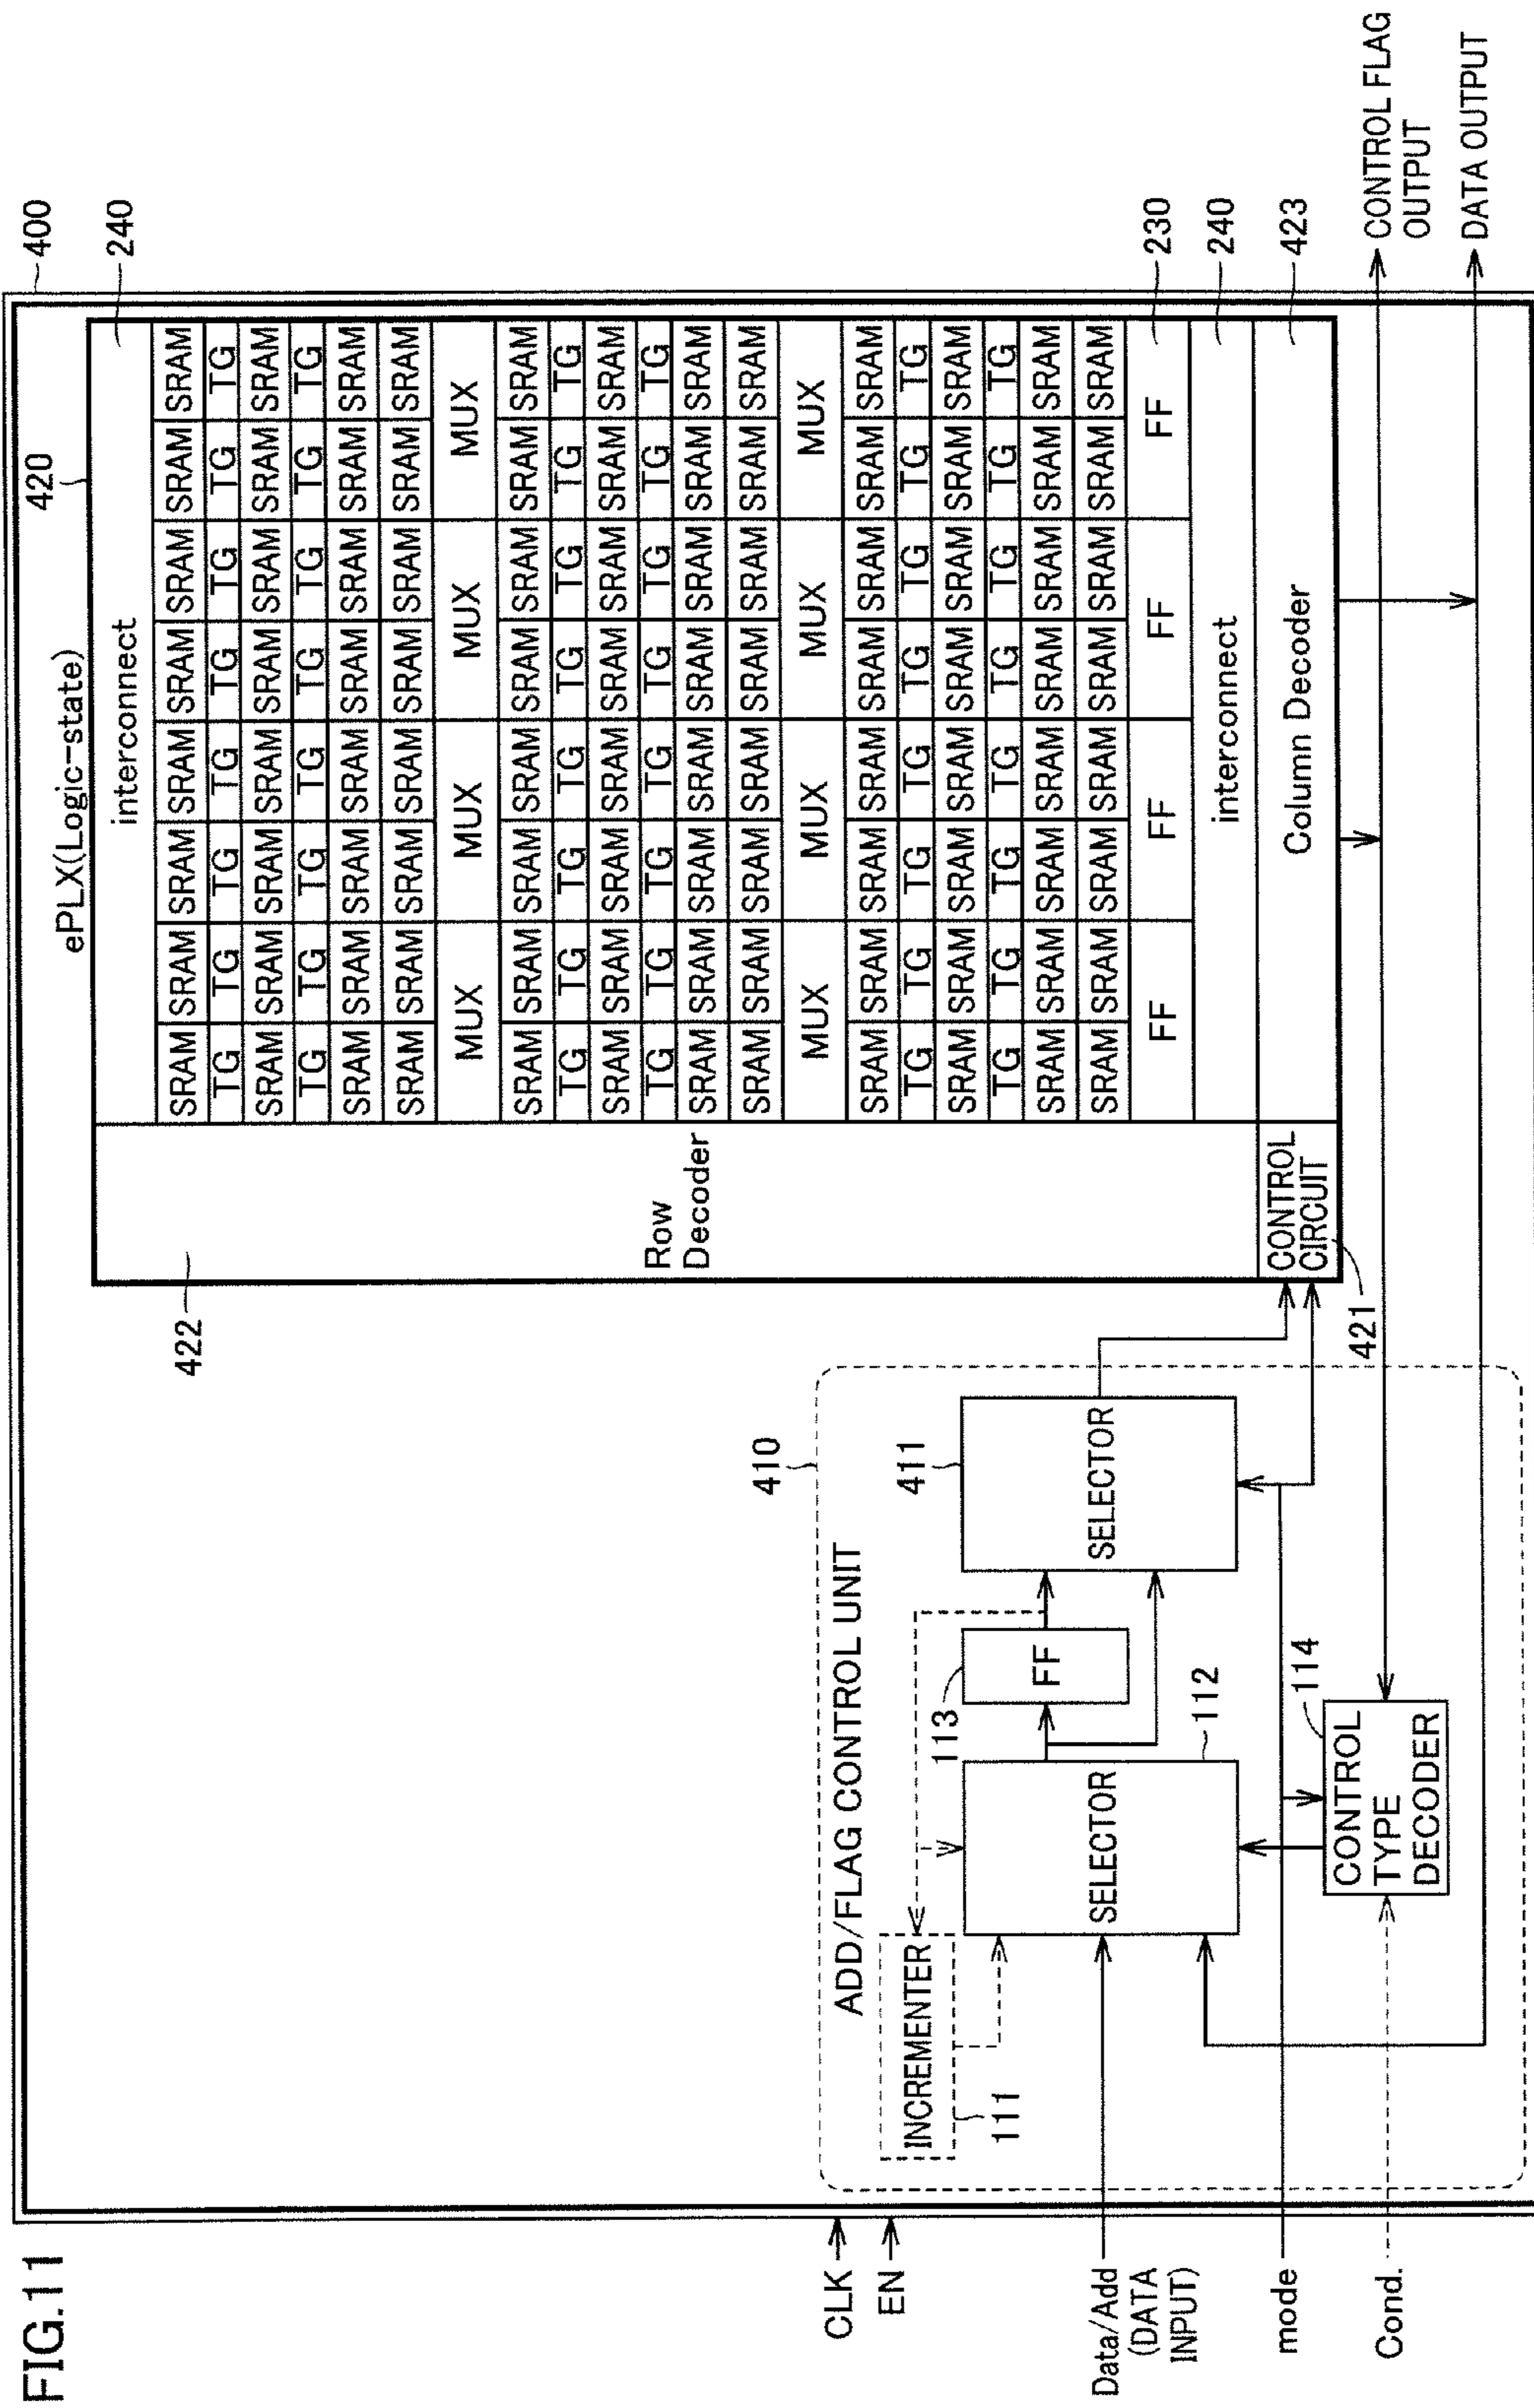 FIG.11
400
ePLX(Logic-state)
420
interconnect
240
422
SRAM SRAM SRAM SRAM SRAM SRAM SRAM SRAM
TG TG TG TG TG TG TG TG
SRAM SRAM SRAM SRAM SRAM SRAM SRAM SRAM
TG TG TG TG TG TG TG TG
SRAM SRAM SRAM SRAM SRAM SRAM SRAM SRAM
SRAM SRAM SRAM SRAM SRAM SRAM SRAM SRAM
MUX MUX MUX MUX
SRAM SRAM SRAM SRAM SRAM SRAM SRAM SRAM
TG TG TG TG TG TG TG TG
SRAM SRAM SRAM SRAM SRAM SRAM SRAM SRAM
TG TG TG TG TG TG TG TG
SRAM SRAM SRAM SRAM SRAM SRAM SRAM SRAM
SRAM SRAM SRAM SRAM SRAM SRAM SRAM SRAM
MUX MUX MUX MUX
SRAM SRAM SRAM SRAM SRAM SRAM SRAM SRAM
TG TG TG TG TG TG TG TG
SRAM SRAM SRAM SRAM SRAM SRAM SRAM SRAM
TG TG TG TG TG TG TG TG
SRAM SRAM SRAM SRAM SRAM SRAM SRAM SRAM
SRAM SRAM SRAM SRAM SRAM SRAM SRAM SRAM
FF FF FF FF
230
interconnect
240
Column Decoder
423
Row
Decoder
CONTROL
CIRCUIT
421
410
ADD/FLAG CONTROL UNIT
CLK
EN
INCREMENTER
111
113
FF
411
SELECTOR
SELECTOR
112
Data/Add
(DATA
INPUT)
mode
114
CONTROL
TYPE
DECODER
Cond.
CONTROL FLAG
OUTPUT
DATA OUTPUT